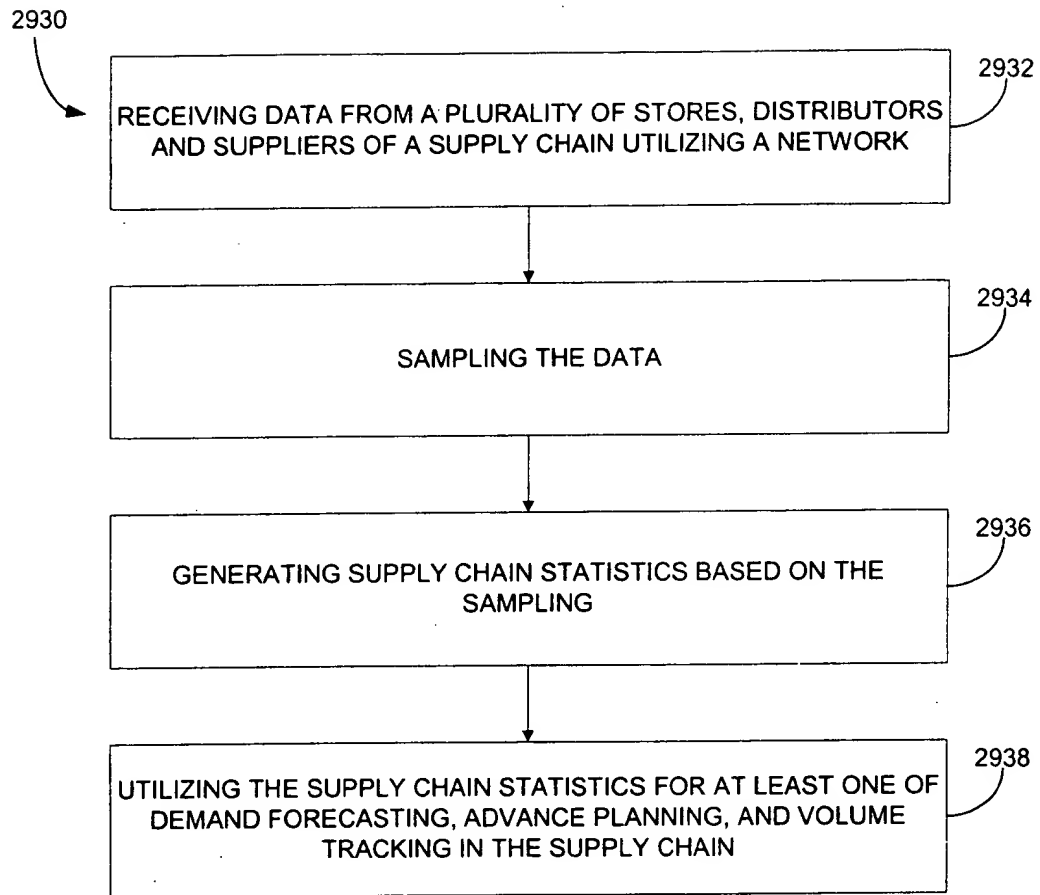 2930
2932
RECEIVING DATA FROM A PLURALITY OF STORES, DISTRIBUTORS
AND SUPPLIERS OF A SUPPLY CHAIN UTILIZING A NETWORK
2934
SAMPLING THE DATA
2936
GENERATING SUPPLY CHAIN STATISTICS BASED ON THE
SAMPLING
2938
UTILIZING THE SUPPLY CHAIN STATISTICS FOR AT LEAST ONE OF
DEMAND FORECASTING, ADVANCE PLANNING, AND VOLUME
TRACKING IN THE SUPPLY CHAIN